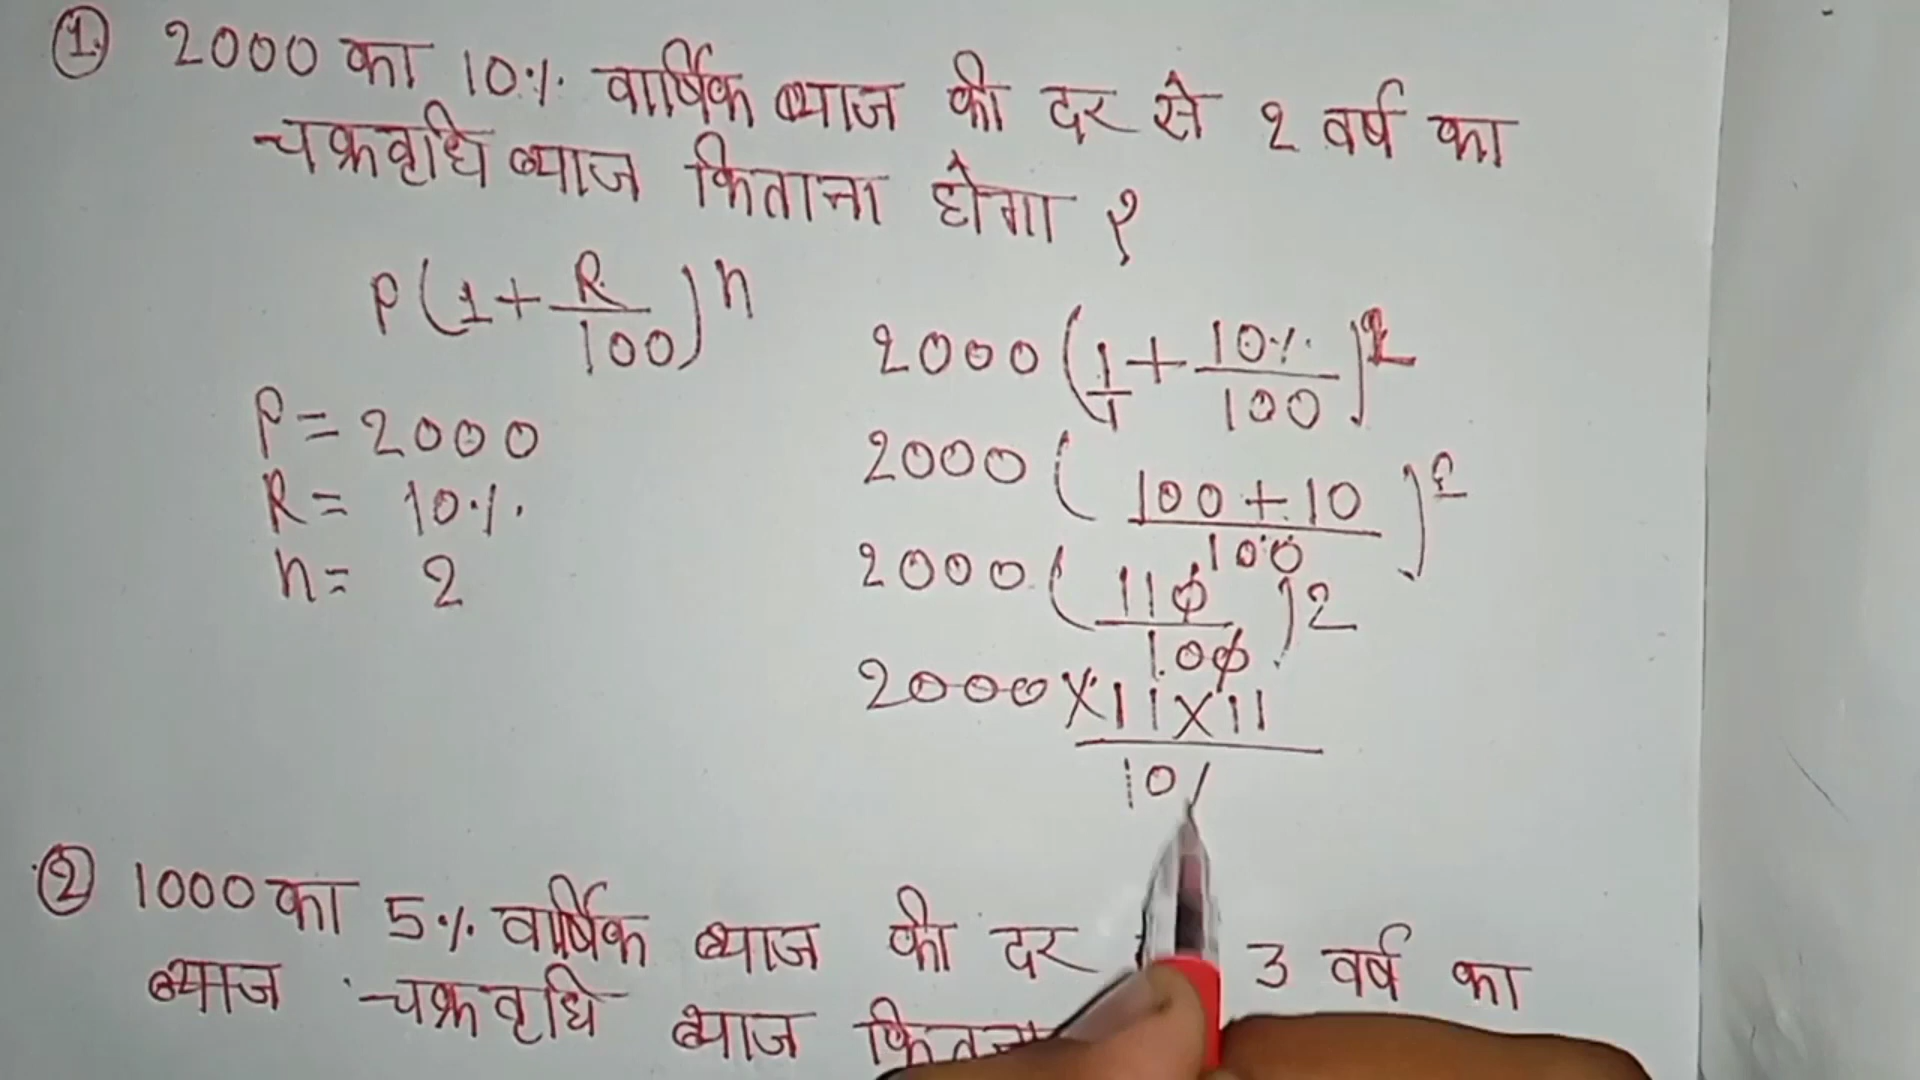 ① 2000 का 10% वार्षिक ब्याज की दर से 2 वर्ष का
चक्रवृधि ब्याज किताना होगा ?
P(1+R/100)^n
P = 2000
R = 10%
n = 2
2000(1/1+10%/100)^2
2000(100+10/100)^2
2000(110/100)2
2000×11×11
10
② 1000 का 5% वार्षिक ब्याज की दर 3 वर्ष का
ब्याज चक्रवृधि ब्याज